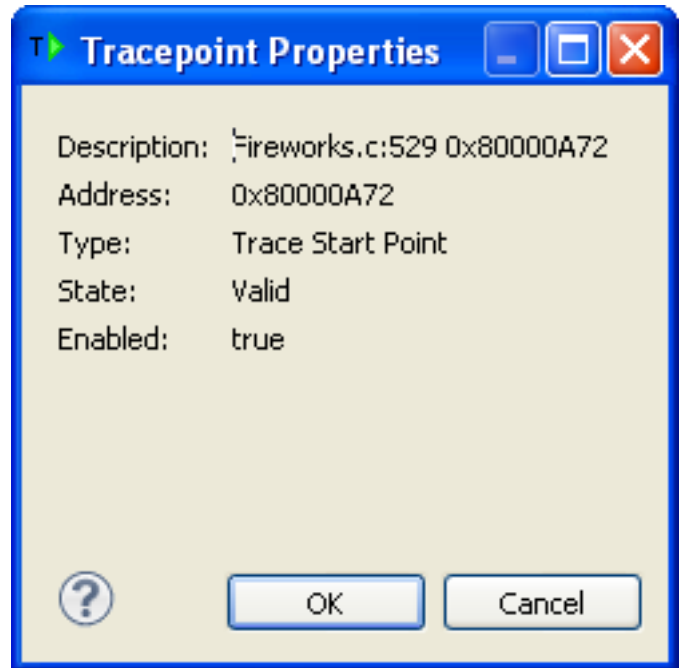 T Tracepoint Properties
Description: Fireworks.c:529 0x80000A72
Address: 0x80000A72
Type: Trace Start Point
State: Valid
Enabled: true
? OK Cancel